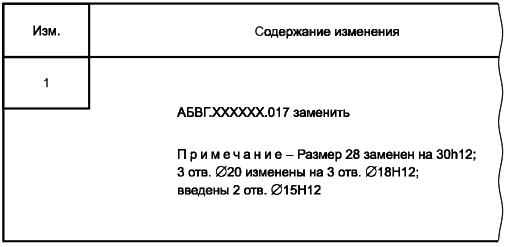 Изм.
Содержание изменения
1
АБВГ.XXXXXX.017 заменить
П р и м е ч а н и е – Размер 28 заменен на 30h12;
3 отв. ∅20 изменены на 3 отв. ∅18H12;
введены 2 отв. ∅15H12